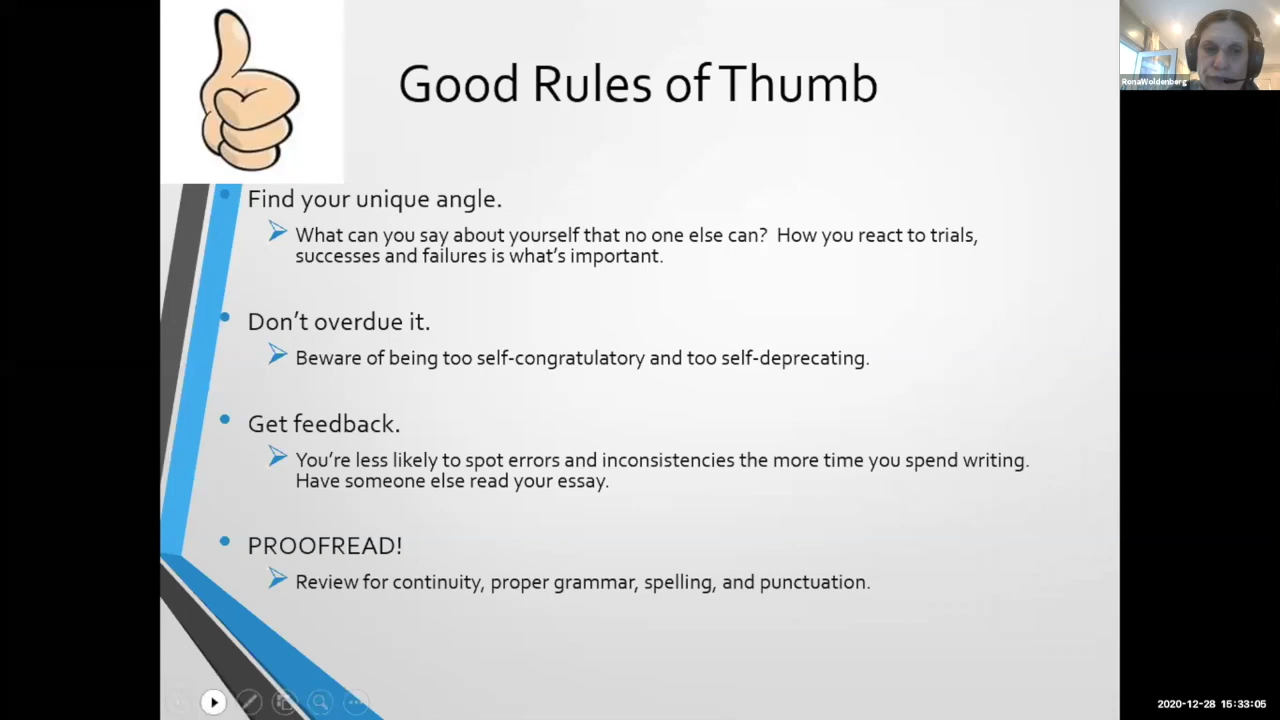 Good Rules of Thumb
RonaWoldenberg
• Find your unique angle.
What can you say about yourself that no one else can? How you react to trials,
successes and failures is what's important.
• Don't overdue it.
Beware of being too self-congratulatory and too self-deprecating.
• Get feedback.
You're less likely to spot errors and inconsistencies the more time you spend writing.
Have someone else read your essay.
• PROOFREAD!
Review for continuity, proper grammar, spelling, and punctuation.
2020-12-28 15:33:05